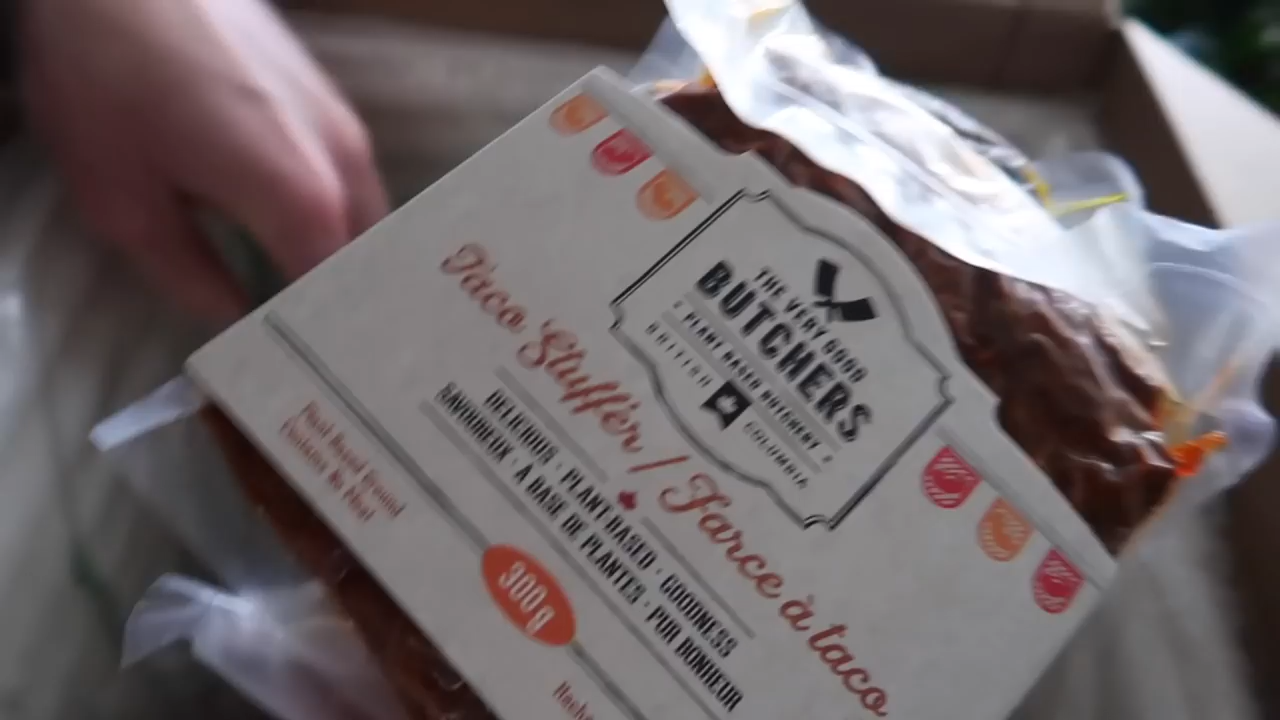 THE VERY GOOD
BUTCHERS
PLANT BASED BUTCHERY
BRITISH COLUMBIA
Taco Stuffer / Farce à taco
DELICIOUS · PLANT BASED · GOODNESS
SAVOUREUX · À BASE DE PLANTES · PUR BONHEUR
300 g